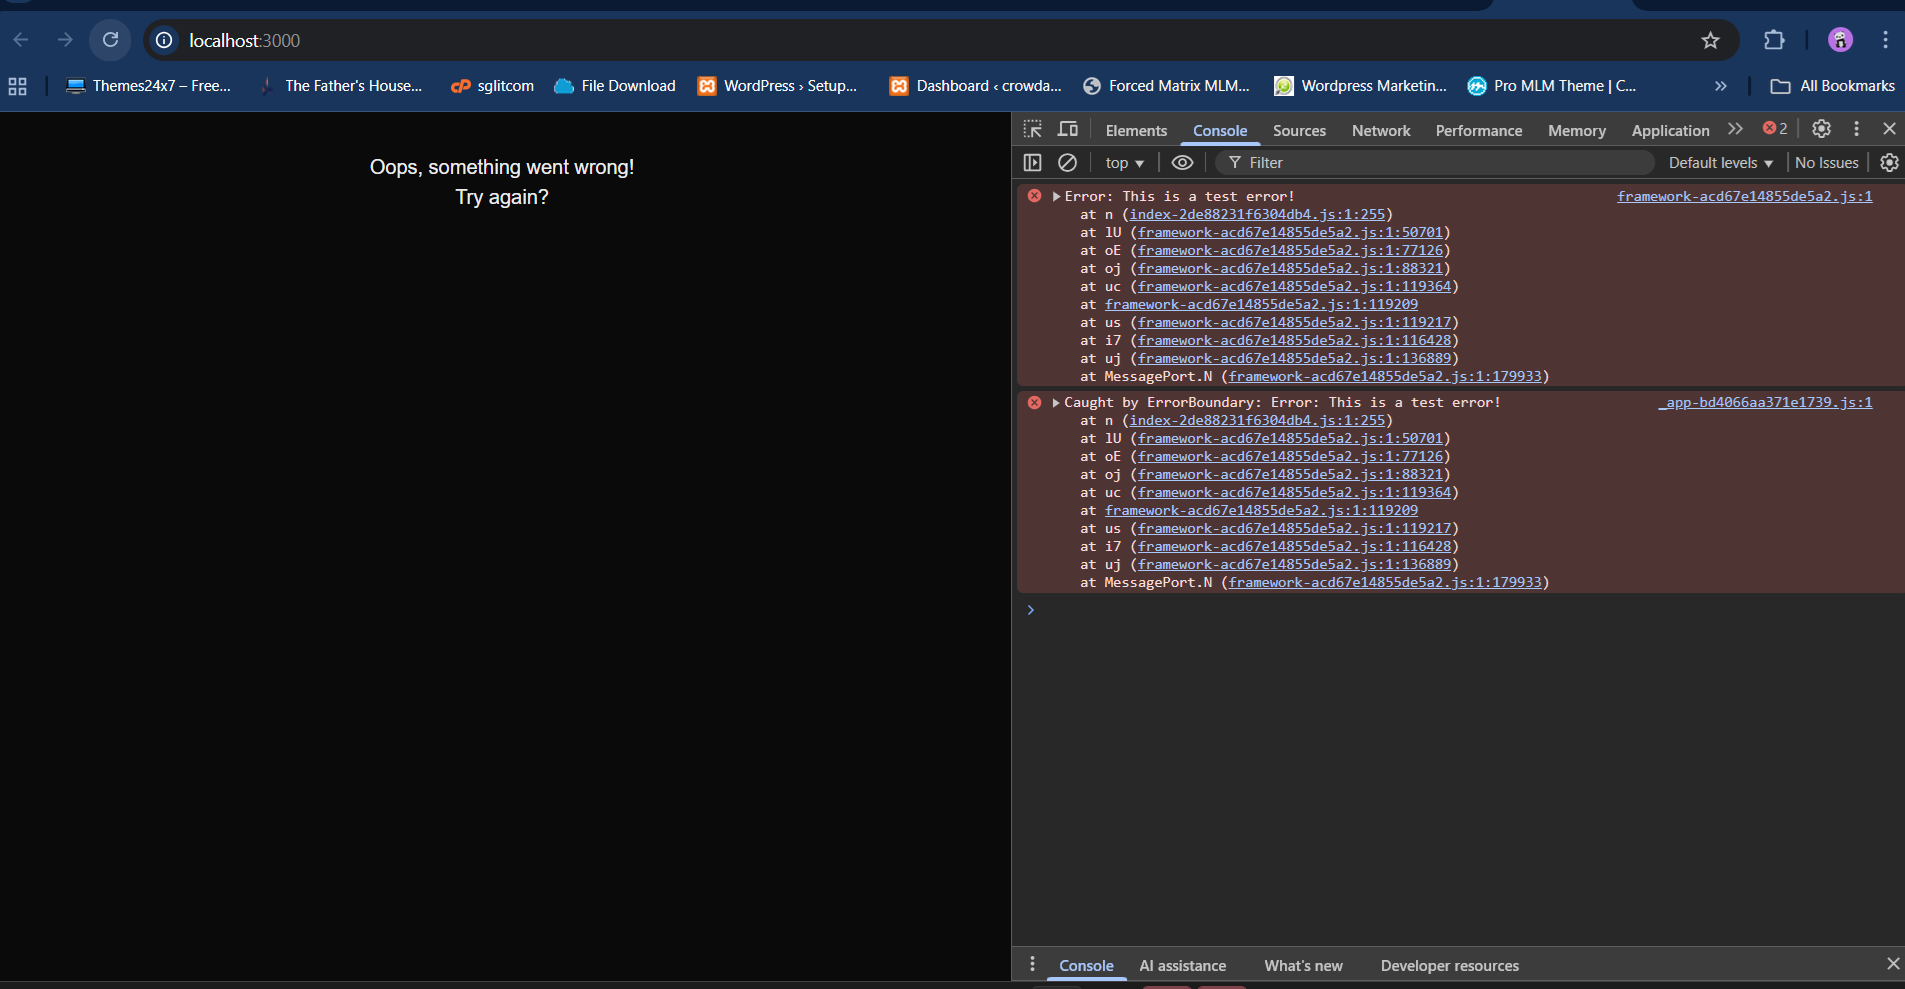 localhost:3000
Themes24x7 – Free...
The Father's House...
sglitcom
File Download
WordPress › Setup...
Dashboard ‹ crowda...
Forced Matrix MLM...
Wordpress Marketin...
Pro MLM Theme | C...
»
All Bookmarks
Oops, something went wrong!
Try again?
Elements Console Sources Network Performance Memory Application 2
top Filter Default levels No Issues
Error: This is a test error! framework-acd67e14855de5a2.js:1
at n (index-2de88231f6304db4.js:1:255)
at lU (framework-acd67e14855de5a2.js:1:50701)
at oE (framework-acd67e14855de5a2.js:1:77126)
at oj (framework-acd67e14855de5a2.js:1:88321)
at uc (framework-acd67e14855de5a2.js:1:119364)
at framework-acd67e14855de5a2.js:1:119209
at us (framework-acd67e14855de5a2.js:1:119217)
at i7 (framework-acd67e14855de5a2.js:1:116428)
at uj (framework-acd67e14855de5a2.js:1:136889)
at MessagePort.N (framework-acd67e14855de5a2.js:1:179933)
Caught by ErrorBoundary: Error: This is a test error! _app-bd4066aa371e1739.js:1
at n (index-2de88231f6304db4.js:1:255)
at lU (framework-acd67e14855de5a2.js:1:50701)
at oE (framework-acd67e14855de5a2.js:1:77126)
at oj (framework-acd67e14855de5a2.js:1:88321)
at uc (framework-acd67e14855de5a2.js:1:119364)
at framework-acd67e14855de5a2.js:1:119209
at us (framework-acd67e14855de5a2.js:1:119217)
at i7 (framework-acd67e14855de5a2.js:1:116428)
at uj (framework-acd67e14855de5a2.js:1:136889)
at MessagePort.N (framework-acd67e14855de5a2.js:1:179933)
Console AI assistance What's new Developer resources